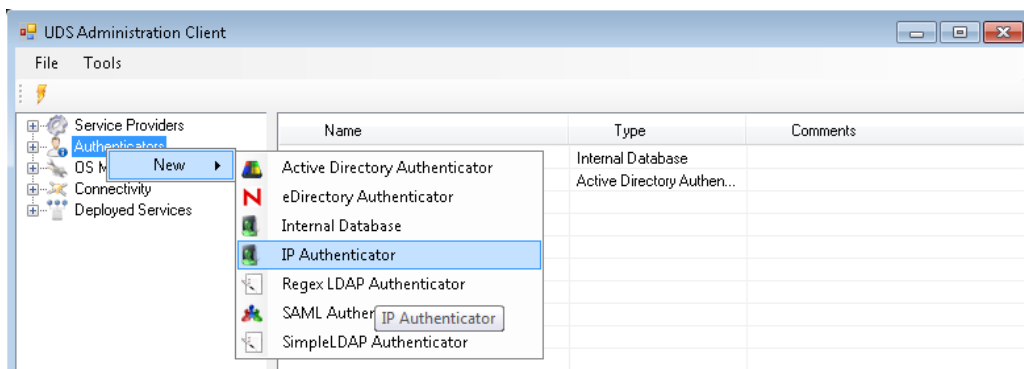 UDS Administration Client
File Tools
Service Providers
Name Type Comments
Authenticators
New
Internal Database
OS M
Active Directory Authenticator
Active Directory Authen...
Connectivity
eDirectory Authenticator
Deployed Services
Internal Database
IP Authenticator
Regex LDAP Authenticator
SAML Auther
IP Authenticator
SimpleLDAP Authenticator